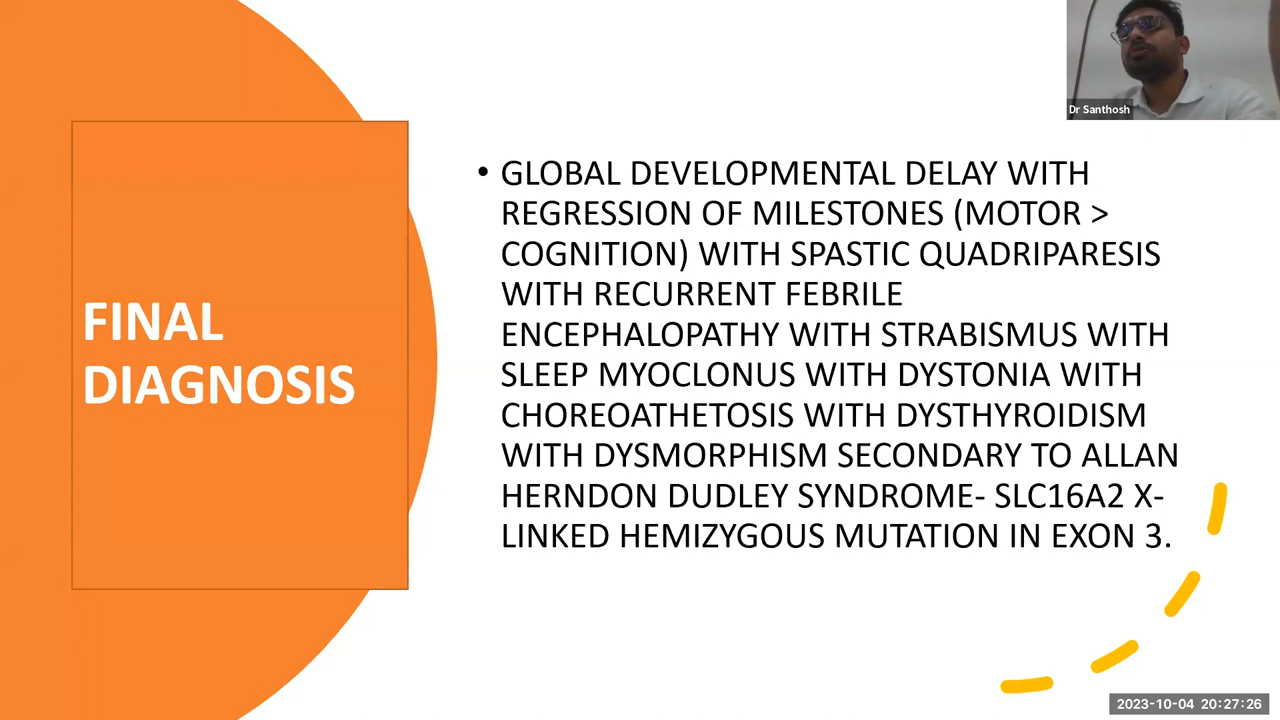 Dr Santhosh
FINAL
DIAGNOSIS
• GLOBAL DEVELOPMENTAL DELAY WITH
REGRESSION OF MILESTONES (MOTOR >
COGNITION) WITH SPASTIC QUADRIPARESIS
WITH RECURRENT FEBRILE
ENCEPHALOPATHY WITH STRABISMUS WITH
SLEEP MYOCLONUS WITH DYSTONIA WITH
CHOREOATHETOSIS WITH DYSTHYROIDISM
WITH DYSMORPHISM SECONDARY TO ALLAN
HERNDON DUDLEY SYNDROME- SLC16A2 X-
LINKED HEMIZYGOUS MUTATION IN EXON 3.
2023-10-04 20:27:26